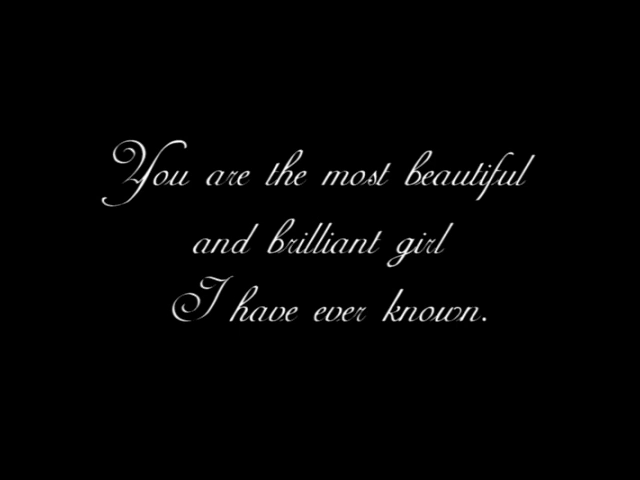 You are the most beautiful
and brilliant girl
I have ever known.